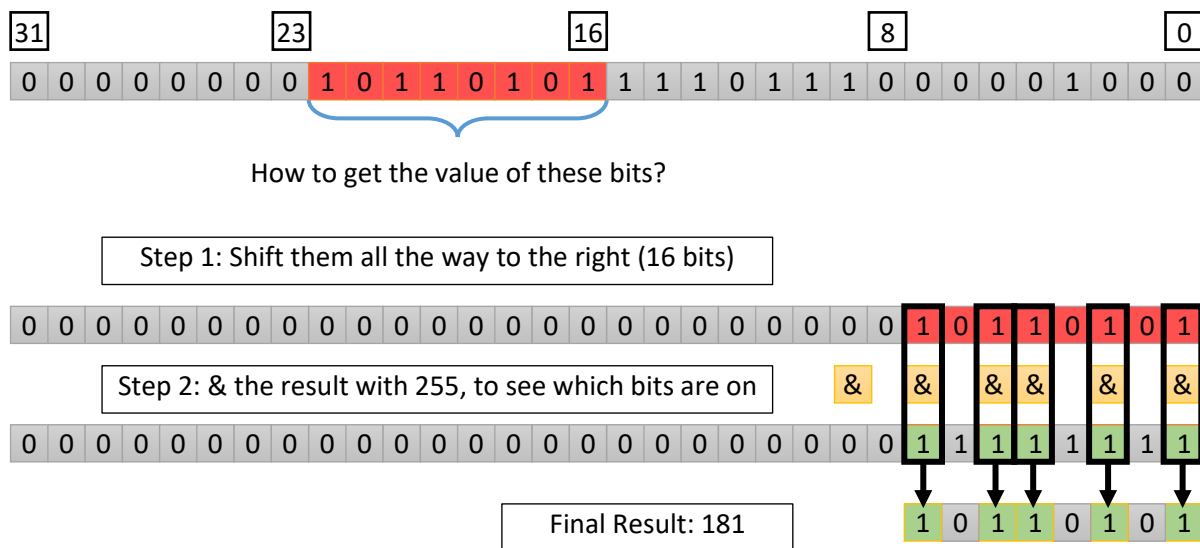 31 23 16 8 0
0 0 0 0 0 0 0 0 1 0 1 1 0 1 0 1 1 1 1 0 1 1 1 0 0 0 0 0 1 0 0 0
How to get the value of these bits?
Step 1: Shift them all the way to the right (16 bits)
0 0 0 0 0 0 0 0 0 0 0 0 0 0 0 0 0 0 0 0 0 0 0 0 1 0 1 1 0 1 0 1
Step 2: & the result with 255, to see which bits are on & & & & & &
0 0 0 0 0 0 0 0 0 0 0 0 0 0 0 0 0 0 0 0 0 0 0 0 1 1 1 1 1 1 1 1
Final Result: 181 1 0 1 1 0 1 0 1